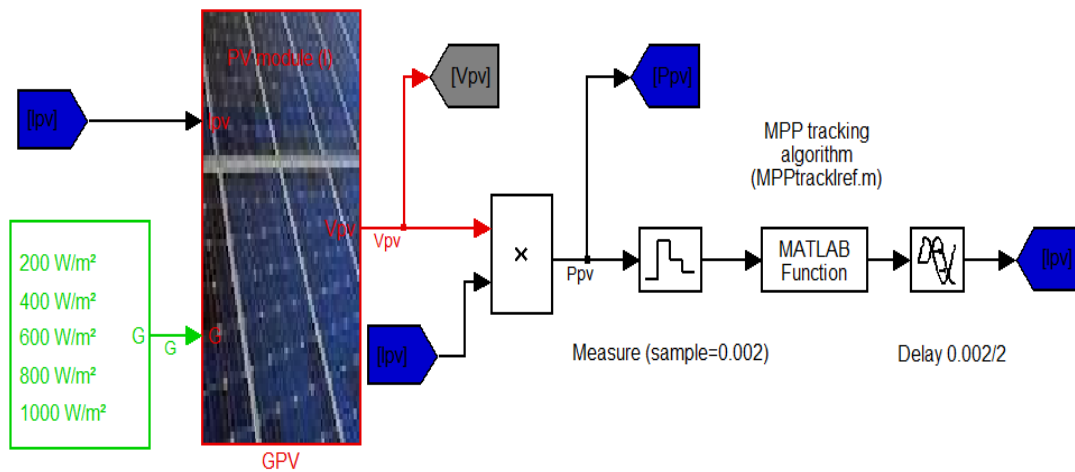 PV module (I)
[Vpv]
[Ppv]
[Ipv]
Ipv
MPP tracking
algorithm
(MPPtrackIref.m)
200 W/m²
400 W/m²
600 W/m²
800 W/m²
1000 W/m²
G
G
G
Vpv
Vpv
×
Ppv
MATLAB
Function
[Ipv]
[Ipv]
Measure (sample=0.002)
Delay 0.002/2
GPV